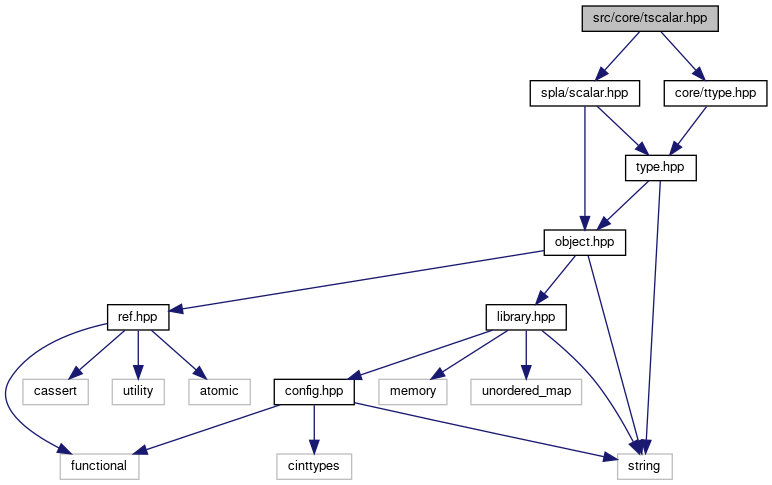 src/core/tscalar.hpp
spla/scalar.hpp
core/ttype.hpp
type.hpp
object.hpp
ref.hpp
library.hpp
cassert
utility
atomic
config.hpp
memory
unordered_map
functional
cinttypes
string